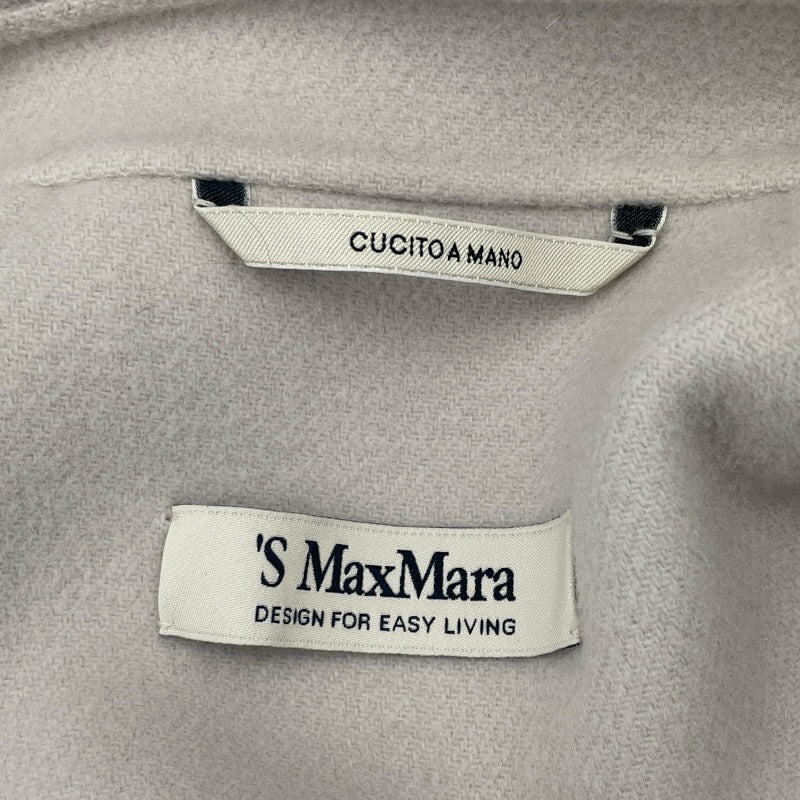 CUCITO A MANO
'S MaxMara
DESIGN FOR EASY LIVING